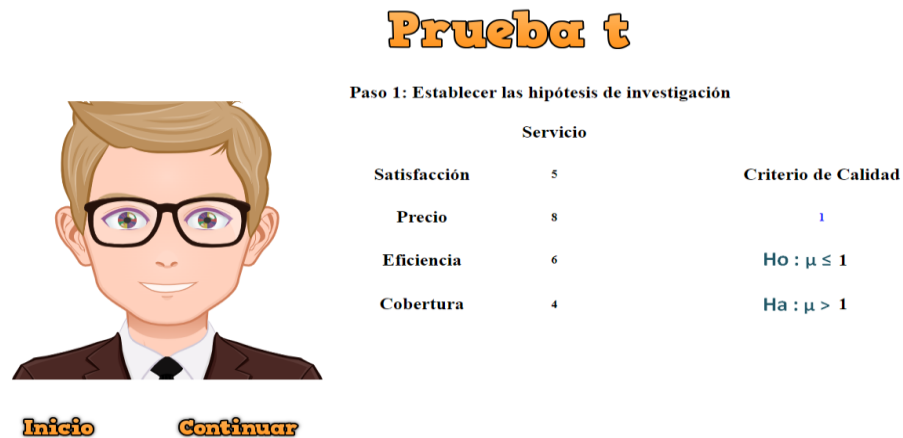 Prueba t
Paso 1: Establecer las hipótesis de investigación
Servicio
Satisfacción 5 Criterio de Calidad
Precio 8 1
Eficiencia 6 Ho : μ ≤ 1
Cobertura 4 Ha : μ > 1
Inicio Continuar